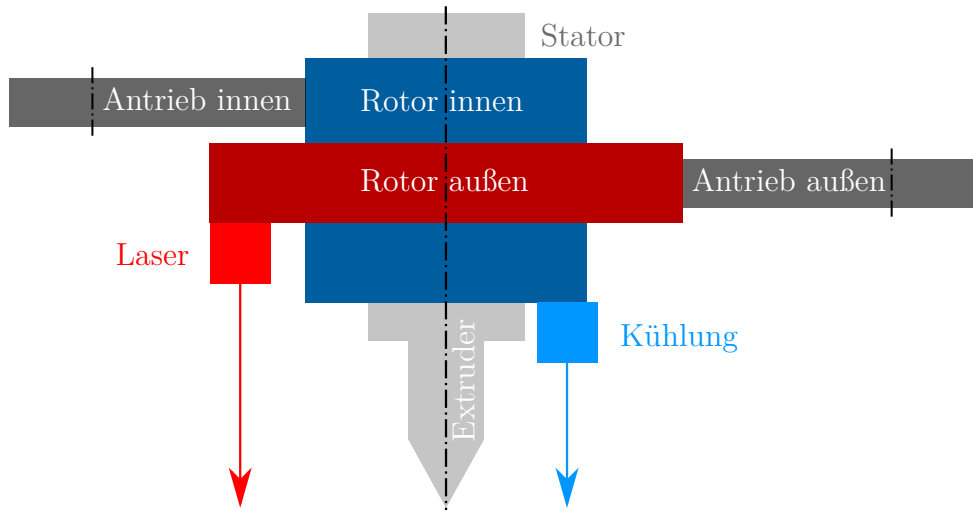 Stator
Antrieb innen
Rotor innen
Rotor außen
Antrieb außen
Laser
Kühlung
Extruder